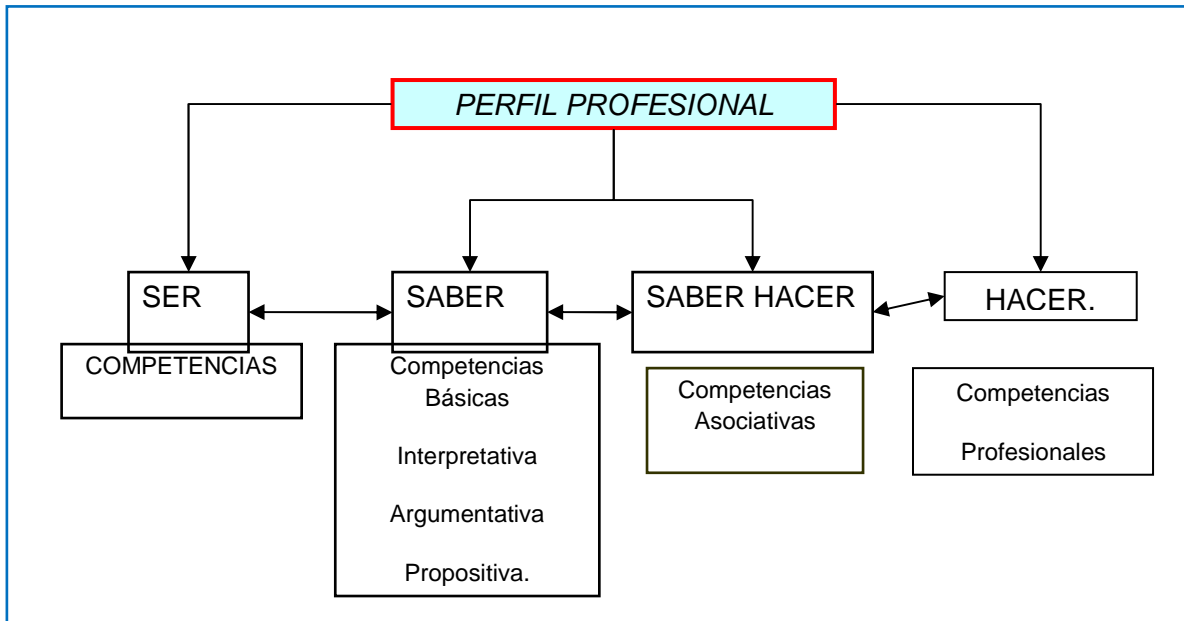 PERFIL PROFESIONAL
SER
SABER
SABER HACER
HACER.
COMPETENCIAS
Competencias
Básicas
Interpretativa
Argumentativa
Propositiva.
Competencias
Asociativas
Competencias
Profesionales